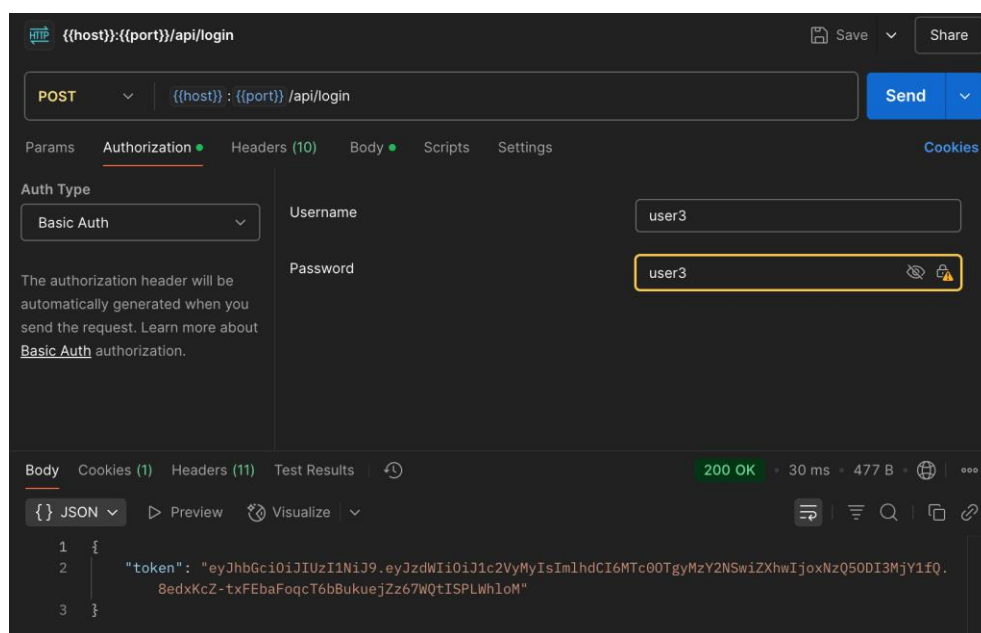 HTTP {{host}}:{{port}}/api/login Save Share
POST {{host}} : {{port}} /api/login Send
Params Authorization Headers (10) Body Scripts Settings Cookies
Auth Type
Basic Auth
The authorization header will be
automatically generated when you
send the request. Learn more about
Basic Auth authorization.
Username user3
Password user3
Body Cookies (1) Headers (11) Test Results 200 OK 30 ms 477 B
{} JSON Preview Visualize
1 {
2 "token": "eyJhbGciOiJIUzI1NiJ9.eyJzdWIiOiJ1c2VyMyIsImlhdCI6MTc0OTgyMzY2NSwiZXhwIjoxNzQ5ODI3MjY1fQ.
8edxKcZ-txFEbaFoqcT6bBukuejZz67WQtISPLWhloM"
3 }